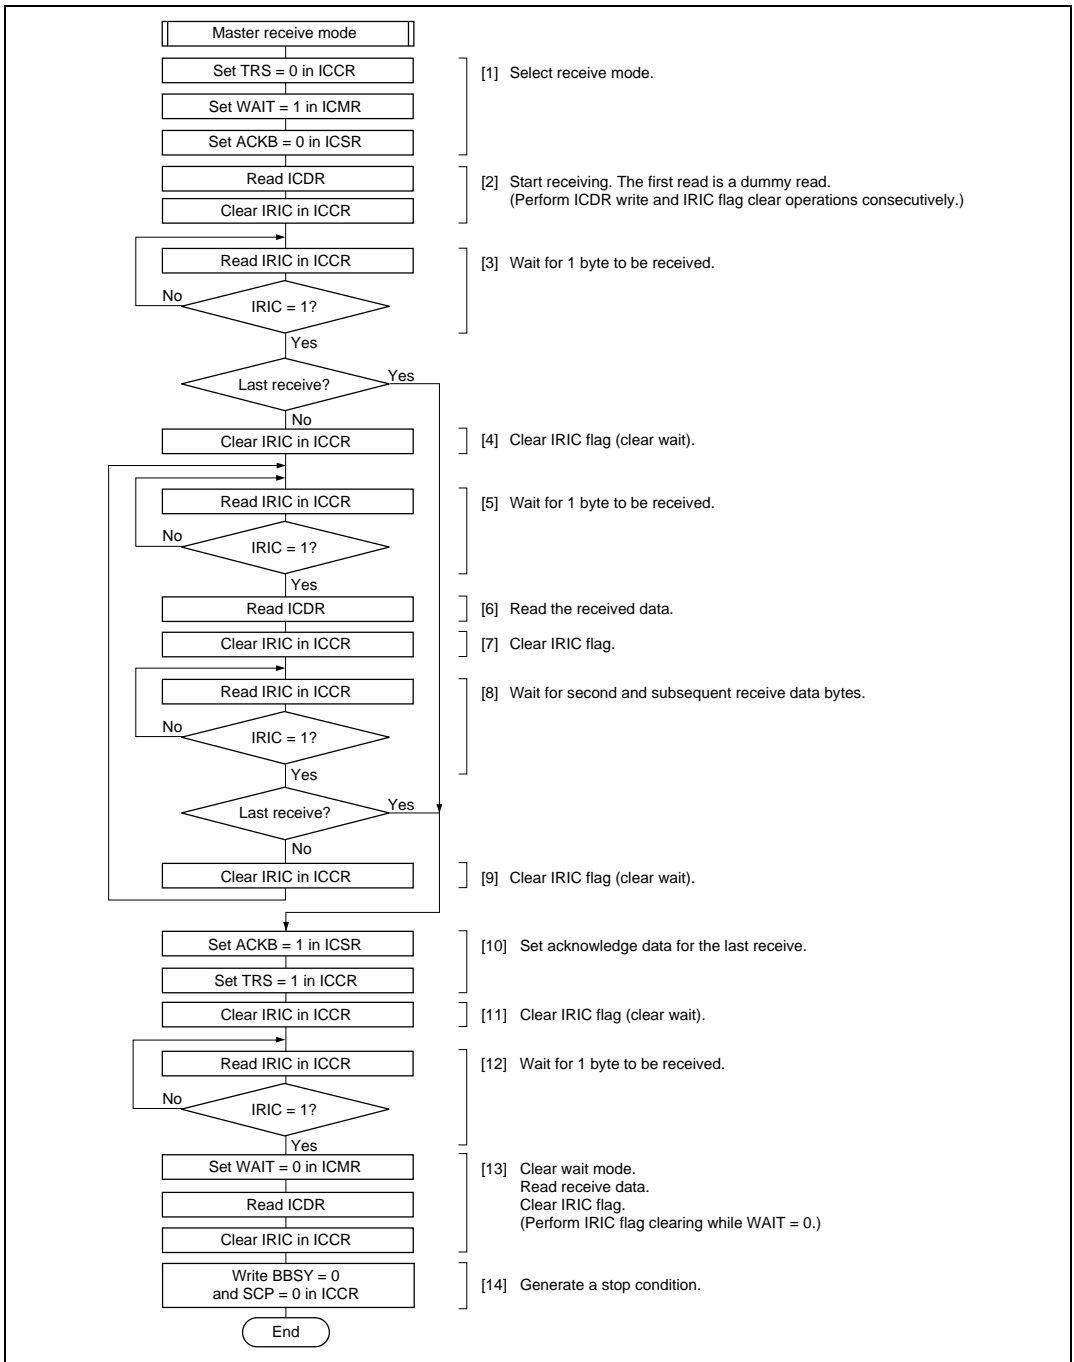 Master receive mode
Set TRS = 0 in ICCR
[1] Select receive mode.
Set WAIT = 1 in ICMR
Set ACKB = 0 in ICSR
Read ICDR
[2] Start receiving. The first read is a dummy read.
(Perform ICDR write and IRIC flag clear operations consecutively.)
Clear IRIC in ICCR
Read IRIC in ICCR
[3] Wait for 1 byte to be received.
No
IRIC = 1?
Yes
Last receive?
Yes
No
Clear IRIC in ICCR
[4] Clear IRIC flag (clear wait).
Read IRIC in ICCR
[5] Wait for 1 byte to be received.
No
IRIC = 1?
Yes
Read ICDR
[6] Read the received data.
Clear IRIC in ICCR
[7] Clear IRIC flag.
Read IRIC in ICCR
[8] Wait for second and subsequent receive data bytes.
No
IRIC = 1?
Yes
Last receive?
Yes
No
Clear IRIC in ICCR
[9] Clear IRIC flag (clear wait).
Set ACKB = 1 in ICSR
[10] Set acknowledge data for the last receive.
Set TRS = 1 in ICCR
Clear IRIC in ICCR
[11] Clear IRIC flag (clear wait).
Read IRIC in ICCR
[12] Wait for 1 byte to be received.
No
IRIC = 1?
Yes
Set WAIT = 0 in ICMR
[13] Clear wait mode.
Read receive data.
Clear IRIC flag.
(Perform IRIC flag clearing while WAIT = 0.)
Read ICDR
Clear IRIC in ICCR
Write BBSY = 0
and SCP = 0 in ICCR
[14] Generate a stop condition.
End